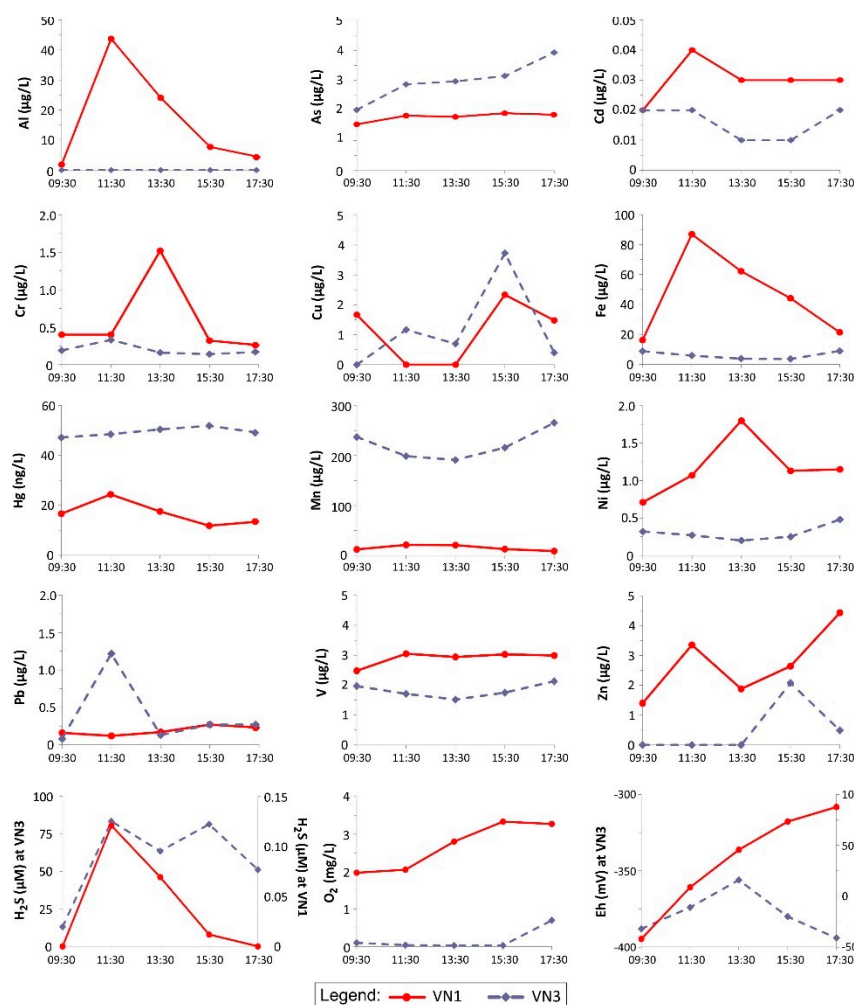 50
40
30
20
10
0
Al (µg/L)
09:30 11:30 13:30 15:30 17:30
5
4
3
2
1
0
As (µg/L)
09:30 11:30 13:30 15:30 17:30
0.05
0.04
0.03
0.02
0.01
0
Cd (µg/L)
09:30 11:30 13:30 15:30 17:30
2.0
1.5
1.0
0.5
0
Cr (µg/L)
09:30 11:30 13:30 15:30 17:30
5
4
3
2
1
0
Cu (µg/L)
09:30 11:30 13:30 15:30 17:30
100
80
60
40
20
0
Fe (µg/L)
09:30 11:30 13:30 15:30 17:30
60
40
20
0
Hg (ng/L)
09:30 11:30 13:30 15:30 17:30
300
200
100
0
Mn (µg/L)
09:30 11:30 13:30 15:30 17:30
2.0
1.5
1.0
0.5
0
Ni (µg/L)
09:30 11:30 13:30 15:30 17:30
2.0
1.5
1.0
0.5
0
Pb (µg/L)
09:30 11:30 13:30 15:30 17:30
5
4
3
2
1
0
V (µg/L)
09:30 11:30 13:30 15:30 17:30
5
4
3
2
1
0
Zn (µg/L)
09:30 11:30 13:30 15:30 17:30
100
75
50
25
0
H₂S (µM) at VN3
0.15
0.10
0.05
0
H₂S (µM) at VN1
09:30 11:30 13:30 15:30 17:30
4
3
2
1
0
O₂ (mg/L)
09:30 11:30 13:30 15:30 17:30
-300
-350
-400
Eh (mV) at VN3
10
0
-50
09:30 11:30 13:30 15:30 17:30
Legend: VN1 VN3